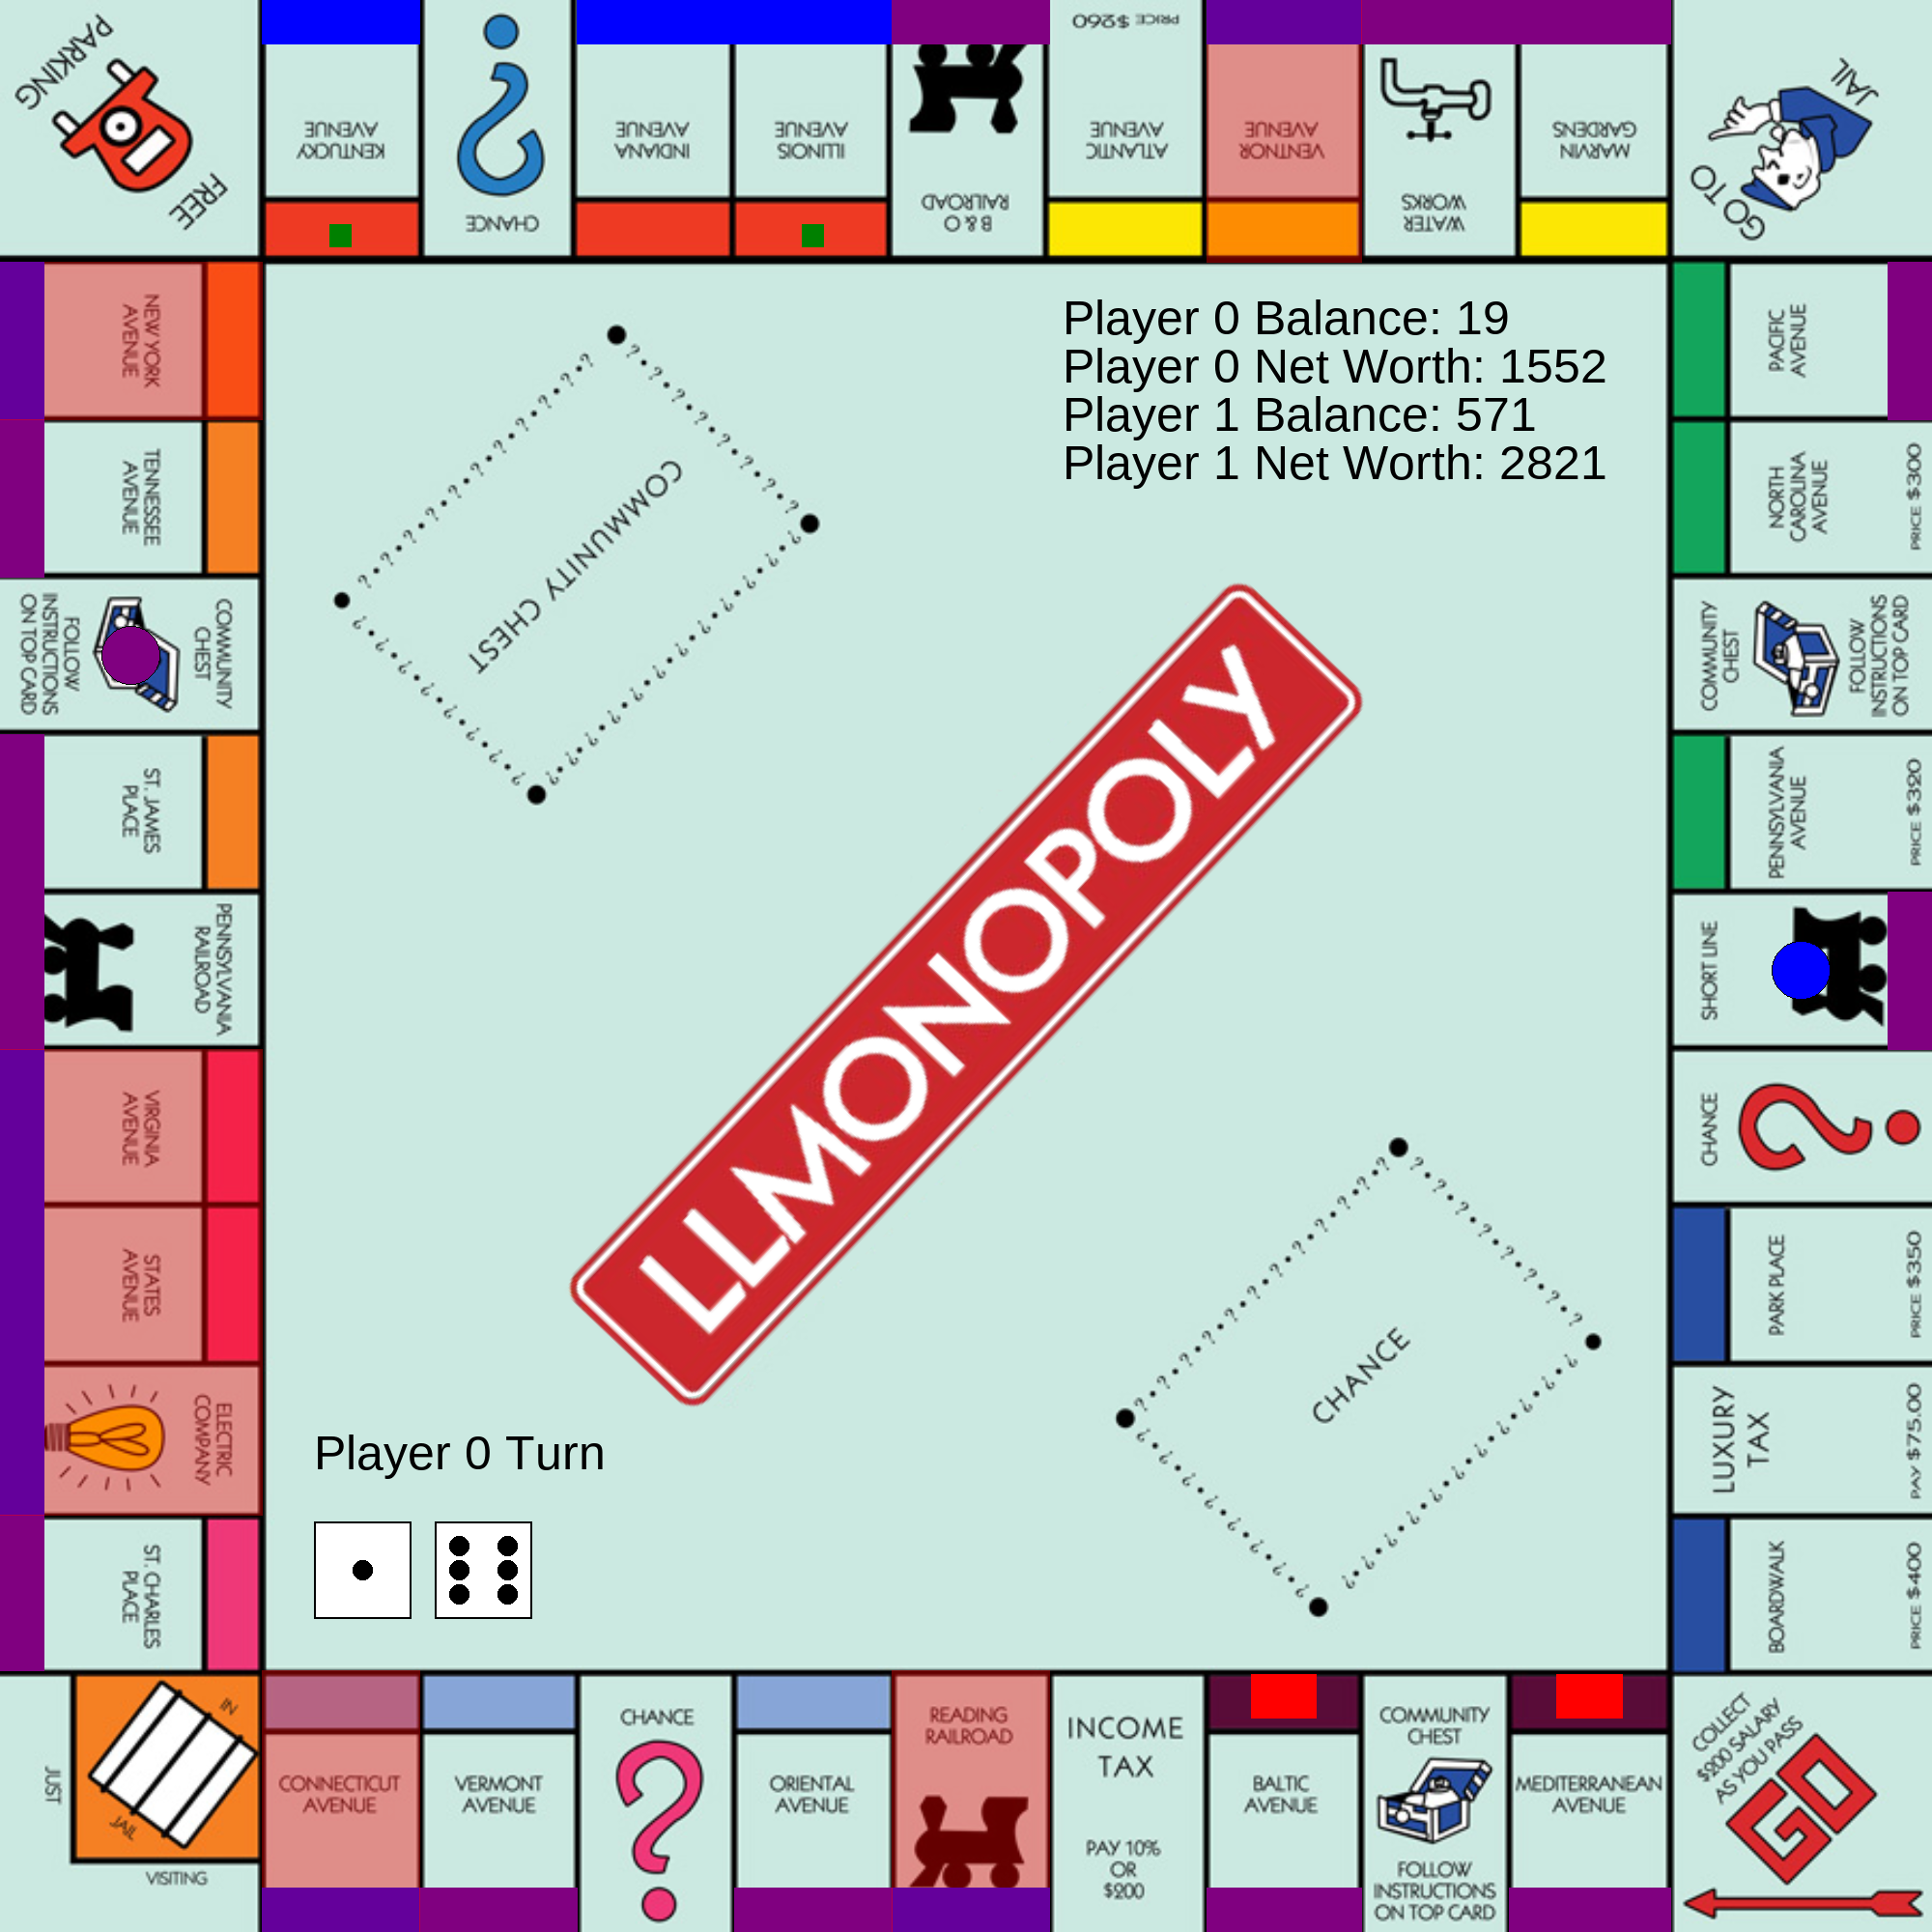 PARKING
FREE
KENTUCKY
AVENUE
CHANCE
INDIANA
AVENUE
ILLINOIS
AVENUE
B & O
RAILROAD
PRICE $260
ATLANTIC
AVENUE
VENTNOR
AVENUE
WATER
WORKS
MARVIN
GARDENS
GO TO
JAIL
NEW YORK
AVENUE
TENNESSEE
AVENUE
COMMUNITY
CHEST
FOLLOW
INSTRUCTIONS
ON TOP CARD
ST. JAMES
PLACE
PENNSYLVANIA
RAILROAD
VIRGINIA
AVENUE
STATES
AVENUE
ELECTRIC
COMPANY
ST. CHARLES
PLACE
Player 0 Balance: 19
Player 0 Net Worth: 1552
Player 1 Balance: 571
Player 1 Net Worth: 2821
COMMUNITY CHEST
LLMONOPOLY
CHANCE
Player 0 Turn
PACIFIC
AVENUE
NORTH
CAROLINA
AVENUE
PRICE $300
COMMUNITY
CHEST
FOLLOW
INSTRUCTIONS
ON TOP CARD
PENNSYLVANIA
AVENUE
PRICE $320
SHORT LINE
CHANCE
PARK PLACE
PRICE $350
LUXURY
TAX
PAY $75.00
BOARDWALK
PRICE $400
JUST
VISITING
IN
JAIL
CONNECTICUT
AVENUE
VERMONT
AVENUE
CHANCE
ORIENTAL
AVENUE
READING
RAILROAD
INCOME
TAX
PAY 10%
OR
$200
BALTIC
AVENUE
COMMUNITY
CHEST
FOLLOW
INSTRUCTIONS
ON TOP CARD
MEDITERRANEAN
AVENUE
COLLECT
$200 SALARY
AS YOU PASS
GO